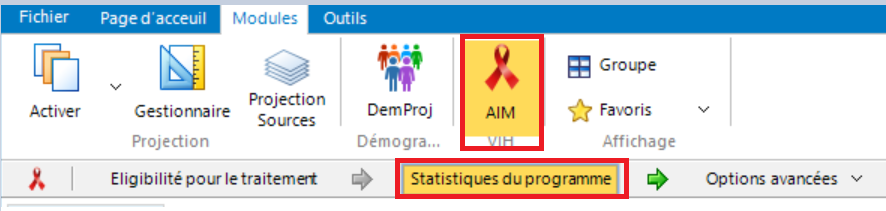 Fichier Page d'acceuil Modules Outils
Activer Gestionnaire Projection Sources DemProj AIM Groupe Favoris
Projection Démogra... VIH Affichage
Eligibilité pour le traitement Statistiques du programme Options avancées